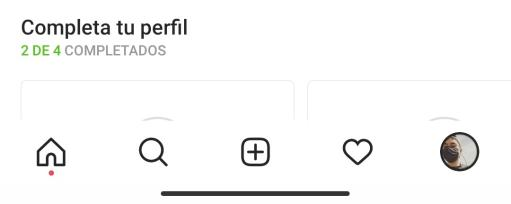 Completa tu perfil
2 DE 4 COMPLETADOS